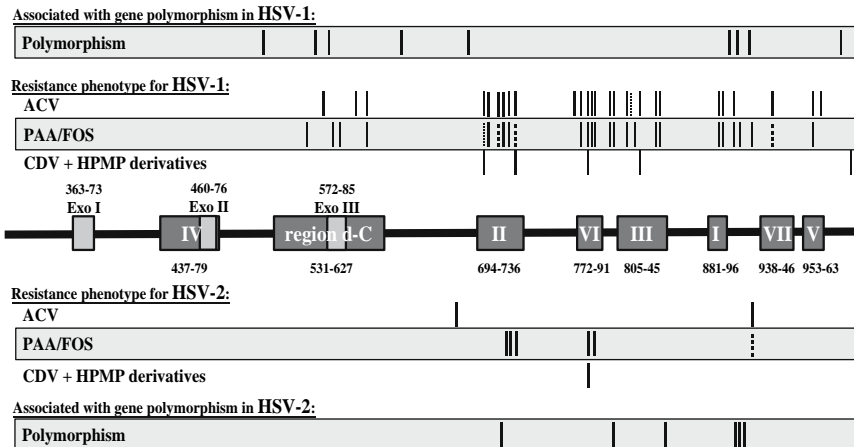 Associated with gene polymorphism in HSV-1:
Polymorphism
Resistance phenotype for HSV-1:
ACV
PAA/FOS
CDV + HPMP derivatives
363-73 460-76 572-85
Exo I Exo II Exo III
IV region d-C II VI III I VII V
437-79 531-627 694-736 772-91 805-45 881-96 938-46 953-63
Resistance phenotype for HSV-2:
ACV
PAA/FOS
CDV + HPMP derivatives
Associated with gene polymorphism in HSV-2:
Polymorphism